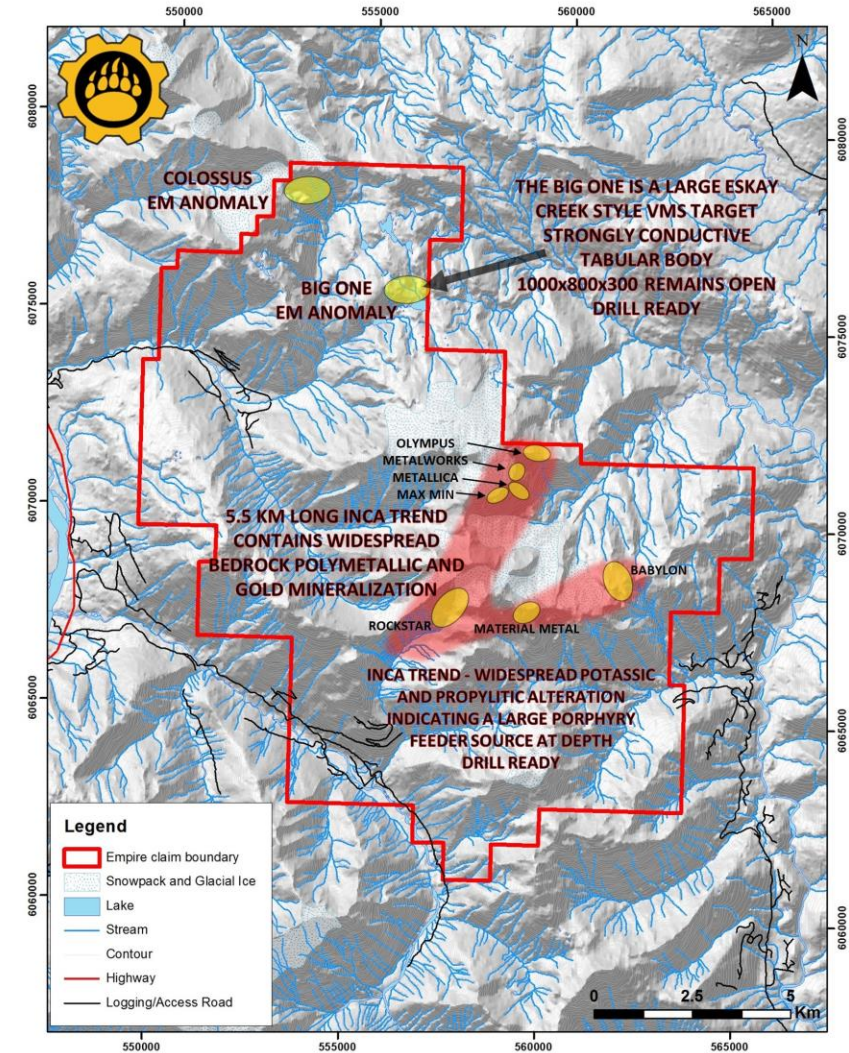 550000
555000
560000
565000
N
6080000
6080000
COLOSSUS
EM ANOMALY
THE BIG ONE IS A LARGE ESKAY
CREEK STYLE VMS TARGET
STRONGLY CONDUCTIVE
TABULAR BODY
1000x800x300 REMAINS OPEN
DRILL READY
BIG ONE
EM ANOMALY
6075000
6075000
OLYMPUS
METALWORKS
METALLICA
MAX MIN
6070000
6070000
5.5 KM LONG INCA TREND
CONTAINS WIDESPREAD
BEDROCK POLYMETALLIC AND
GOLD MINERALIZATION
BABYLON
ROCKSTAR
MATERIAL METAL
INCA TREND - WIDESPREAD POTASSIC
AND PROPYLITIC ALTERATION
INDICATING A LARGE PORPHYRY
FEEDER SOURCE AT DEPTH
DRILL READY
6065000
6065000
Legend
Empire claim boundary
Snowpack and Glacial Ice
Lake
Stream
Contour
Highway
Logging/Access Road
6060000
6060000
0
2.5
5
Km
550000
555000
560000
565000